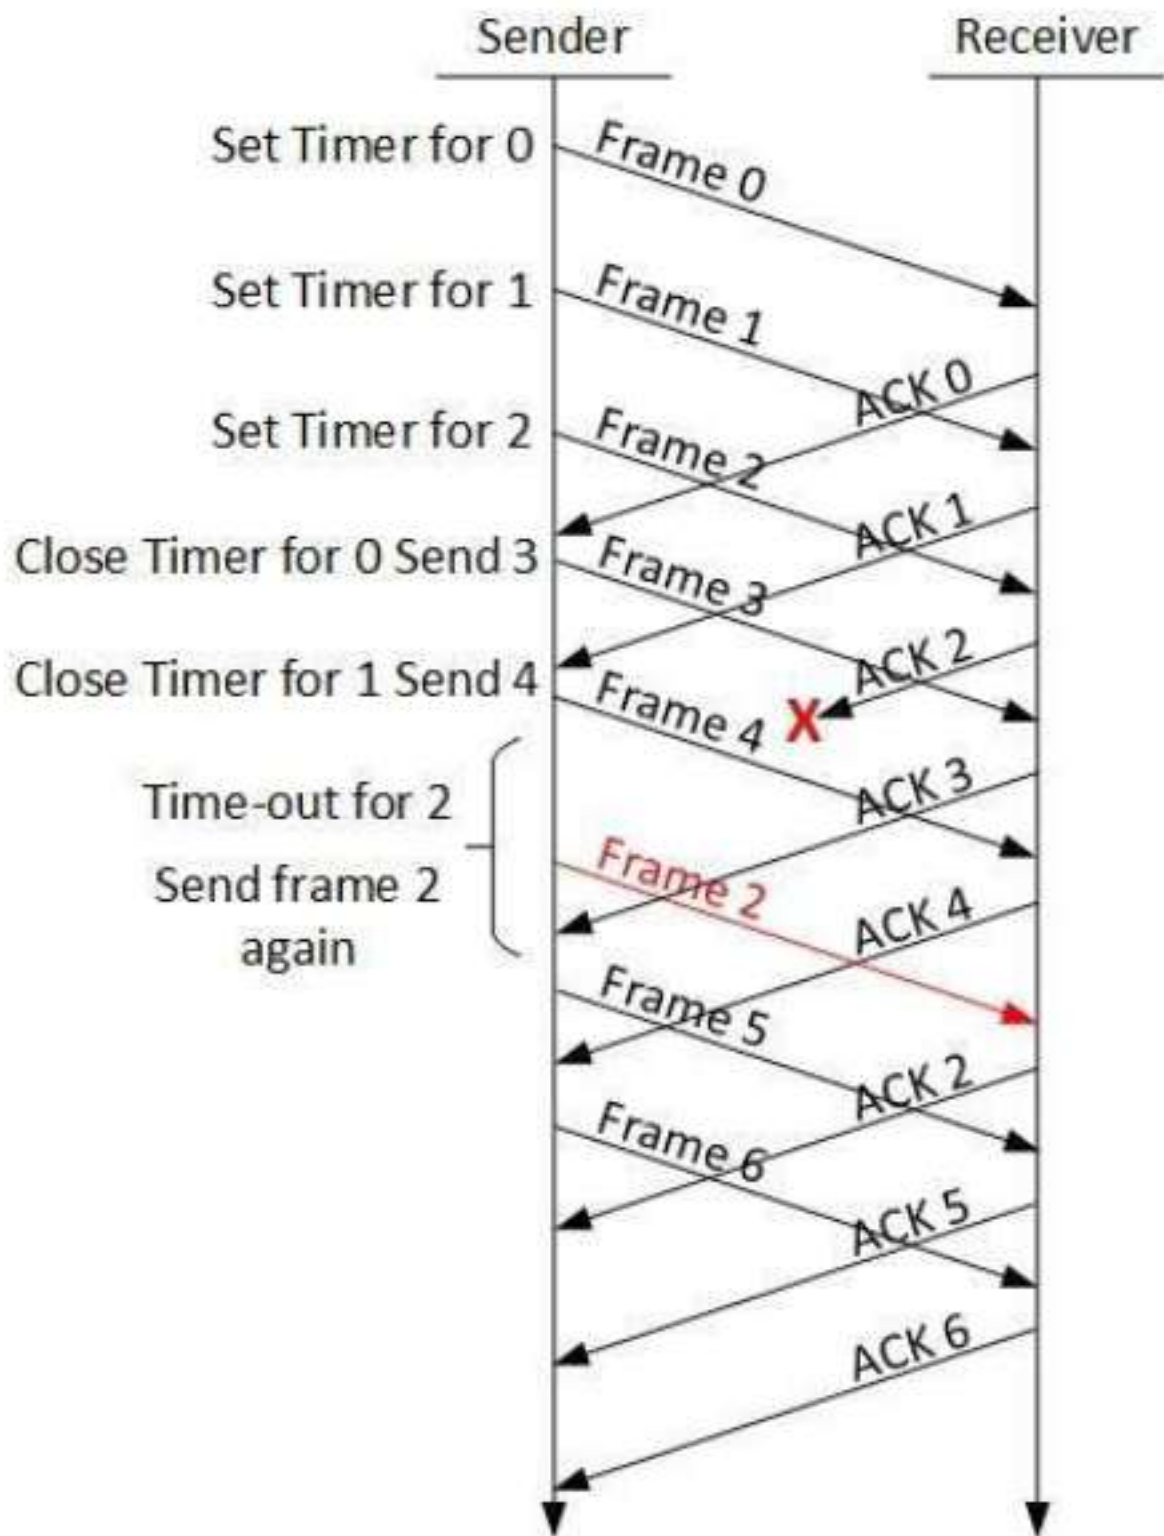 Sender
Receiver
Set Timer for 0
Frame 0
Set Timer for 1
Frame 1
ACK 0
Set Timer for 2
Frame 2
ACK 1
Close Timer for 0 Send 3
Frame 3
ACK 2
Close Timer for 1 Send 4
Frame 4
X
ACK 3
Time-out for 2
Send frame 2
again
Frame 2
ACK 4
Frame 5
ACK 2
Frame 6
ACK 5
ACK 6